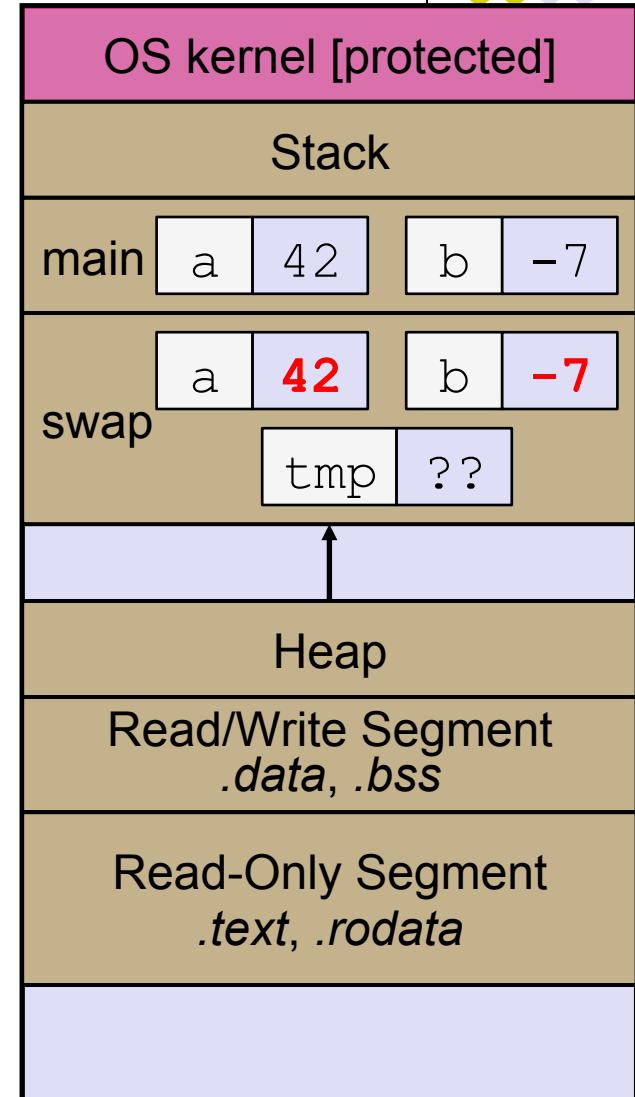 OS kernel [protected]
Stack
main a 42 b -7
a 42 b -7
swap
tmp ??
Heap
Read/Write Segment
.data, .bss
Read-Only Segment
.text, .rodata